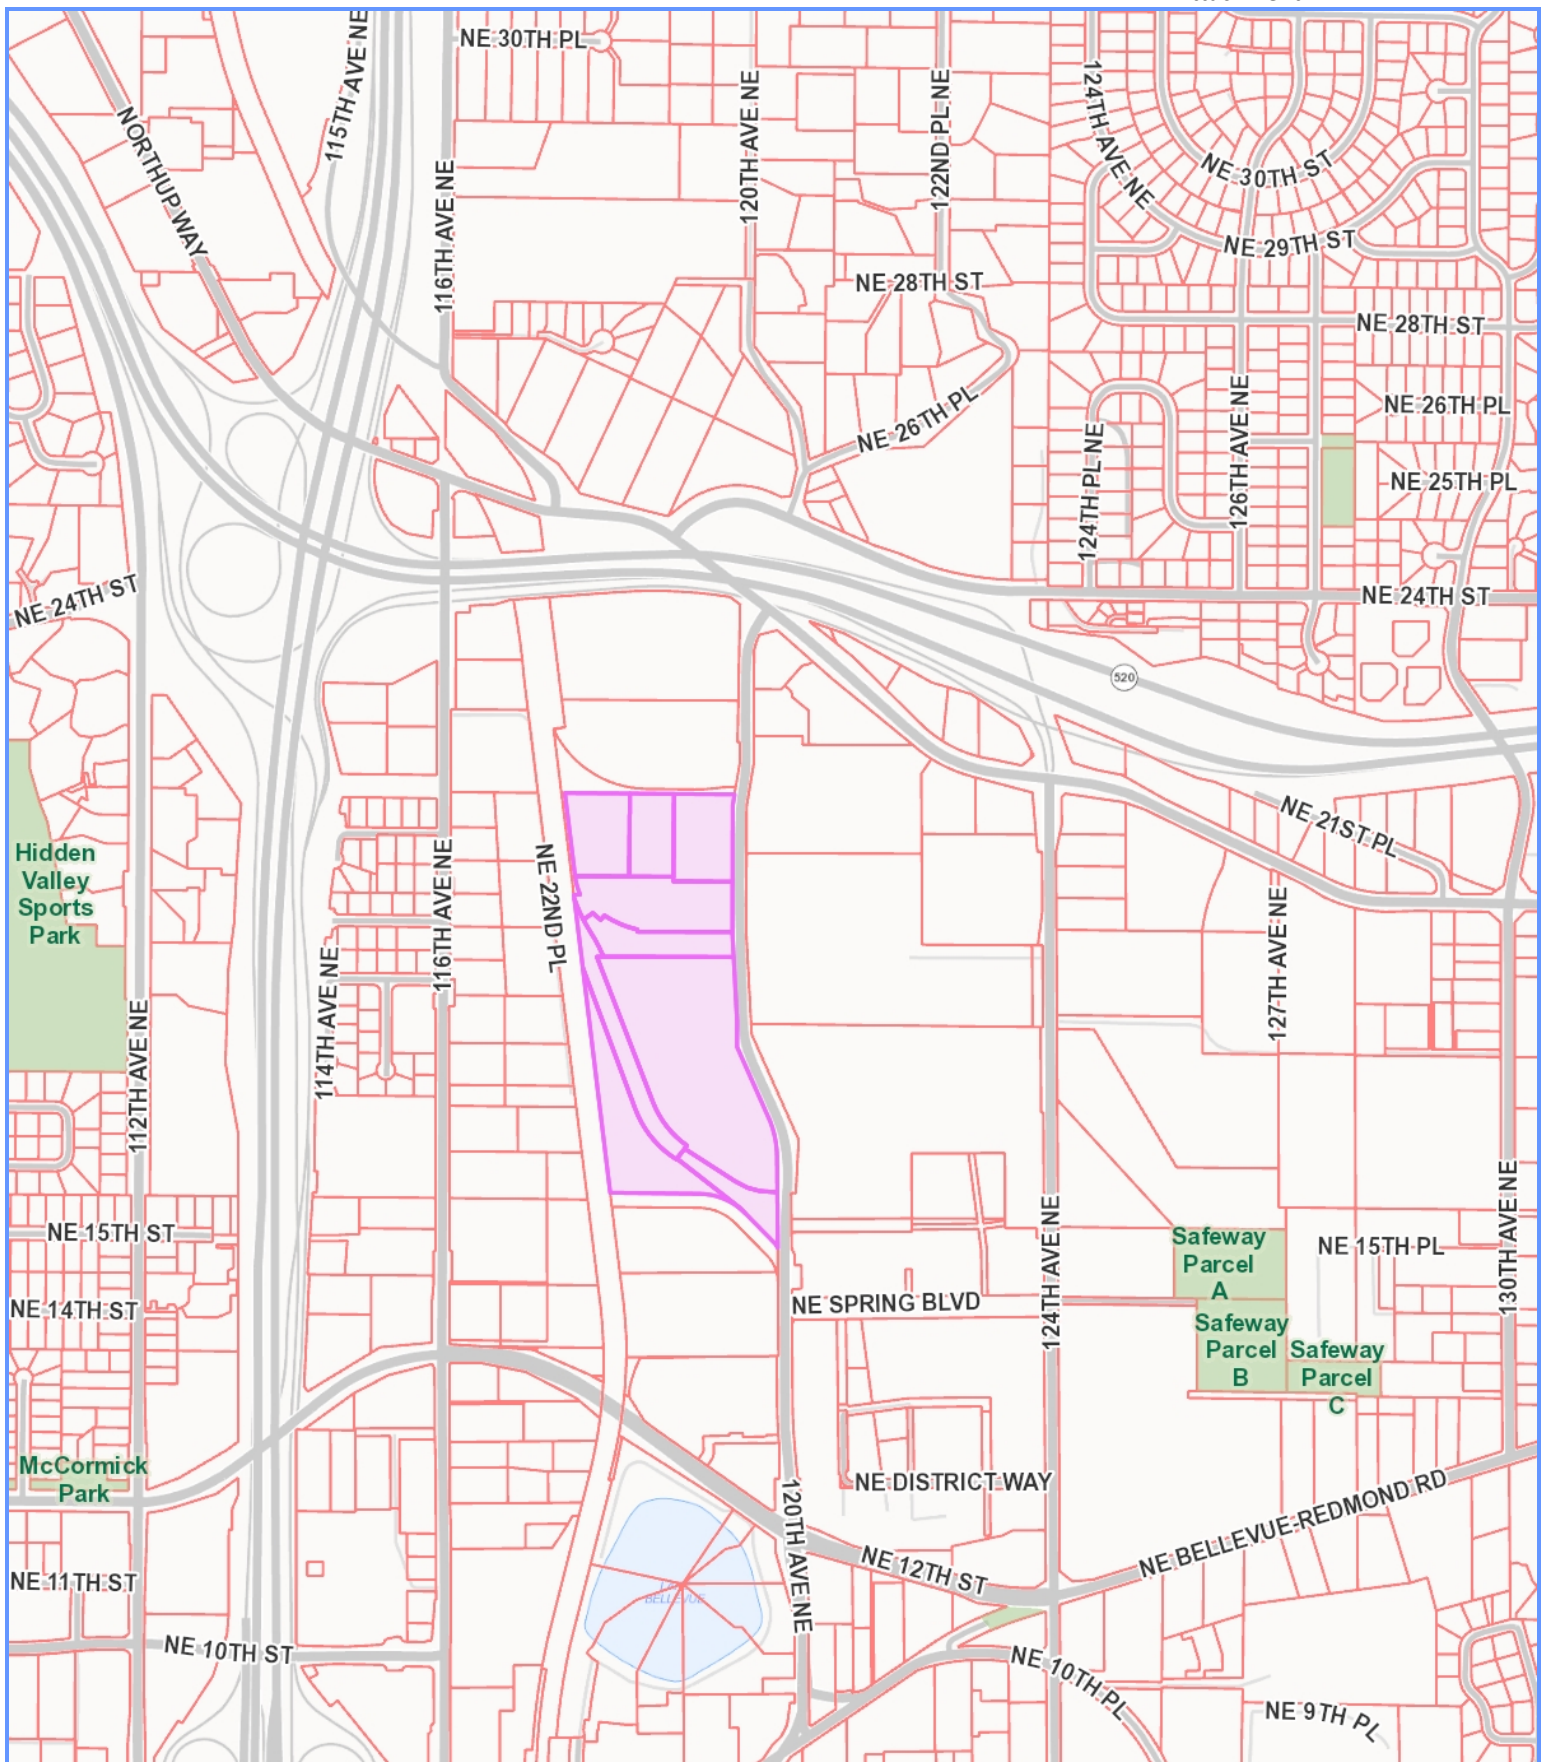 NE 30TH PL
115TH AVE NE
NORTHUP WAY
116TH AVE NE
120TH AVE NE
122ND PL NE
124TH AVE NE
NE 30TH ST
NE 29TH ST
NE 28TH ST
NE 28TH ST
NE 26TH PL
NE 26TH PL
126TH AVE NE
124TH PL NE
NE 25TH PL
NE 24TH ST
NE 24TH ST
520
NE 21ST PL
Hidden
Valley
Sports
Park
116TH AVE NE
NE 22ND PL
127TH AVE NE
114TH AVE NE
112TH AVE NE
NE 15TH ST
124TH AVE NE
130TH AVE NE
Safeway
Parcel
A
NE 15TH PL
NE 14TH ST
NE SPRING BLVD
Safeway
Parcel
B
Safeway
Parcel
C
McCormick
Park
NE DISTRICT WAY
120TH AVE NE
NE BELLEVUE-REDMOND RD
NE 12TH ST
NE 11TH ST
BELLEVUE
NE 10TH ST
NE 10TH PL
NE 9TH PL